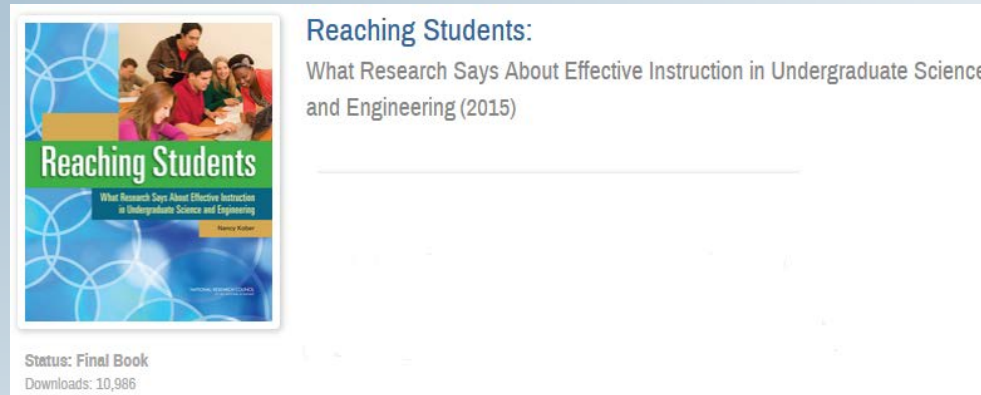 Reaching Students:
What Research Says About Effective Instruction in Undergraduate Science
and Engineering (2015)
Reaching Students
What Research Says About Effective Instruction
in Undergraduate Science and Engineering
Nancy Kober
NATIONAL RESEARCH COUNCIL
Status: Final Book
Downloads: 10,986